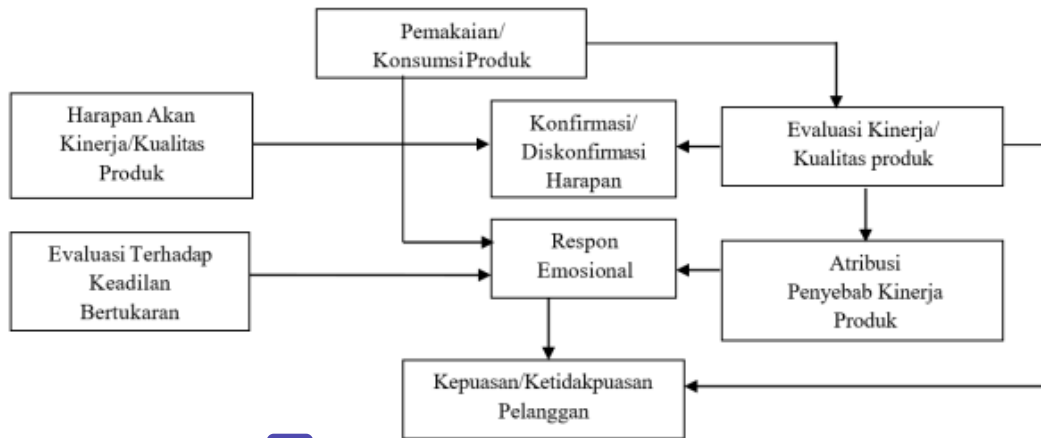 Pemakaian/
Konsumsi Produk
Harapan Akan
Kinerja/Kualitas
Produk
Konfirmasi/
Diskonfirmasi
Harapan
Evaluasi Kinerja/
Kualitas produk
Evaluasi Terhadap
Keadilan
Bertukaran
Respon
Emosional
Atribusi
Penyebab Kinerja
Produk
Kepuasan/Ketidakpuasan
Pelanggan